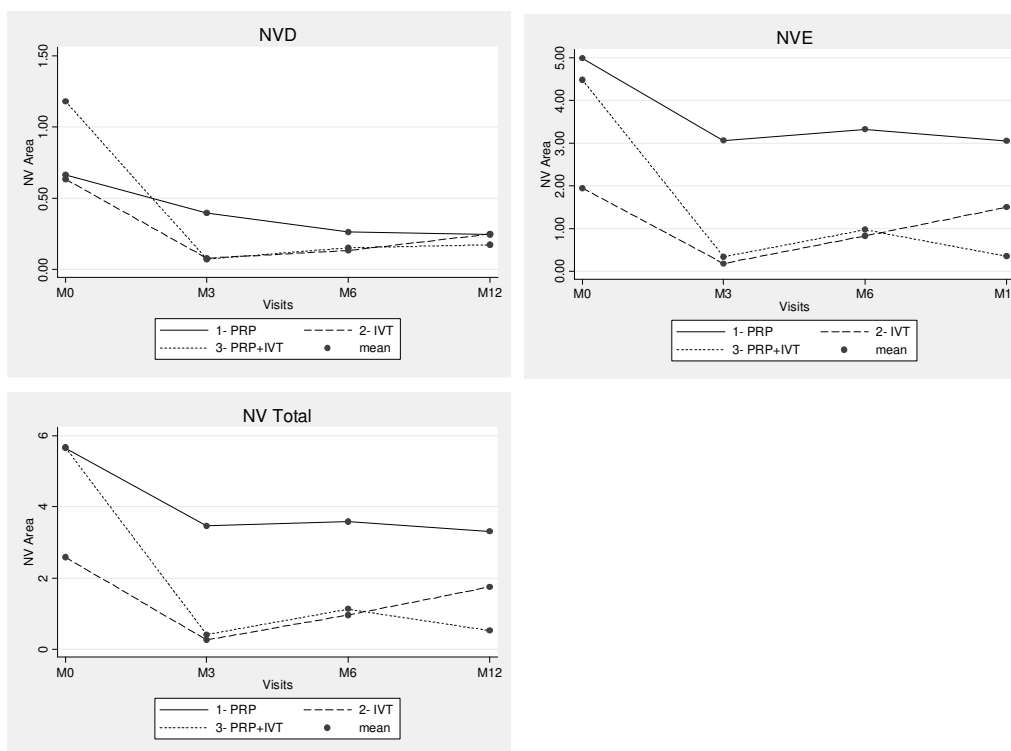 NVD
1.50
1.00
0.50
0.00
NV Area
M0 M3 M6 M12
Visits
1- PRP 2- IVT
3- PRP+IVT mean
NVE
5.00
4.00
3.00
2.00
1.00
0.00
NV Area
M0 M3 M6 M1
Visits
1- PRP 2- IVT
3- PRP+IVT mean
NV Total
6
4
2
0
NV Area
M0 M3 M6 M12
Visits
1- PRP 2- IVT
3- PRP+IVT mean